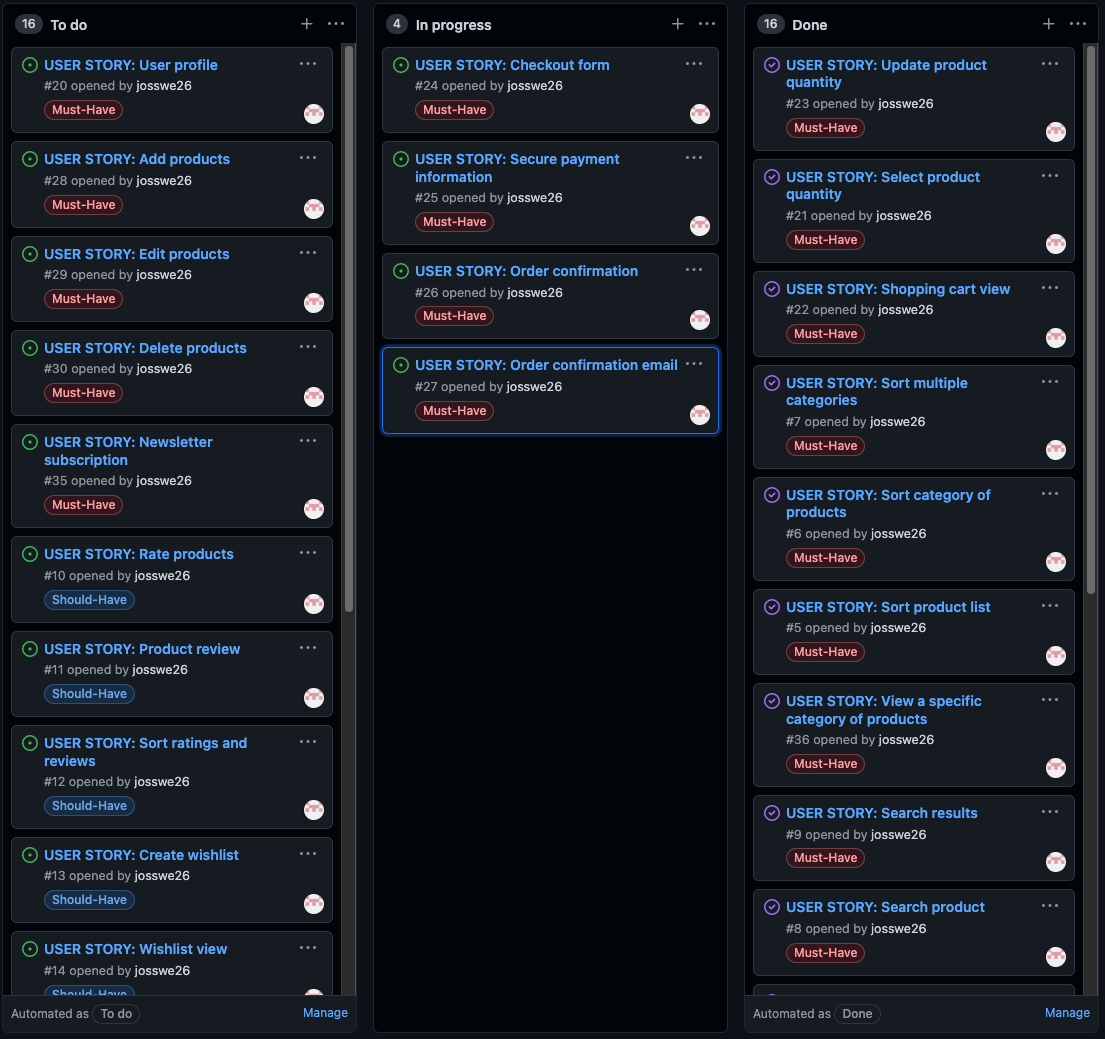 16 To do
USER STORY: User profile
#20 opened by josswe26
Must-Have
USER STORY: Add products
#28 opened by josswe26
Must-Have
USER STORY: Edit products
#29 opened by josswe26
Must-Have
USER STORY: Delete products
#30 opened by josswe26
Must-Have
USER STORY: Newsletter
subscription
#35 opened by josswe26
Must-Have
USER STORY: Rate products
#10 opened by josswe26
Should-Have
USER STORY: Product review
#11 opened by josswe26
Should-Have
USER STORY: Sort ratings and
reviews
#12 opened by josswe26
Should-Have
USER STORY: Create wishlist
#13 opened by josswe26
Should-Have
USER STORY: Wishlist view
#14 opened by josswe26
Should-Have
Automated as To do Manage
4 In progress
USER STORY: Checkout form
#24 opened by josswe26
Must-Have
USER STORY: Secure payment
information
#25 opened by josswe26
Must-Have
USER STORY: Order confirmation
#26 opened by josswe26
Must-Have
USER STORY: Order confirmation email
#27 opened by josswe26
Must-Have
16 Done
USER STORY: Update product
quantity
#23 opened by josswe26
Must-Have
USER STORY: Select product
quantity
#21 opened by josswe26
Must-Have
USER STORY: Shopping cart view
#22 opened by josswe26
Must-Have
USER STORY: Sort multiple
categories
#7 opened by josswe26
Must-Have
USER STORY: Sort category of
products
#6 opened by josswe26
Must-Have
USER STORY: Sort product list
#5 opened by josswe26
Must-Have
USER STORY: View a specific
category of products
#36 opened by josswe26
Must-Have
USER STORY: Search results
#9 opened by josswe26
Must-Have
USER STORY: Search product
#8 opened by josswe26
Must-Have
Automated as Done Manage